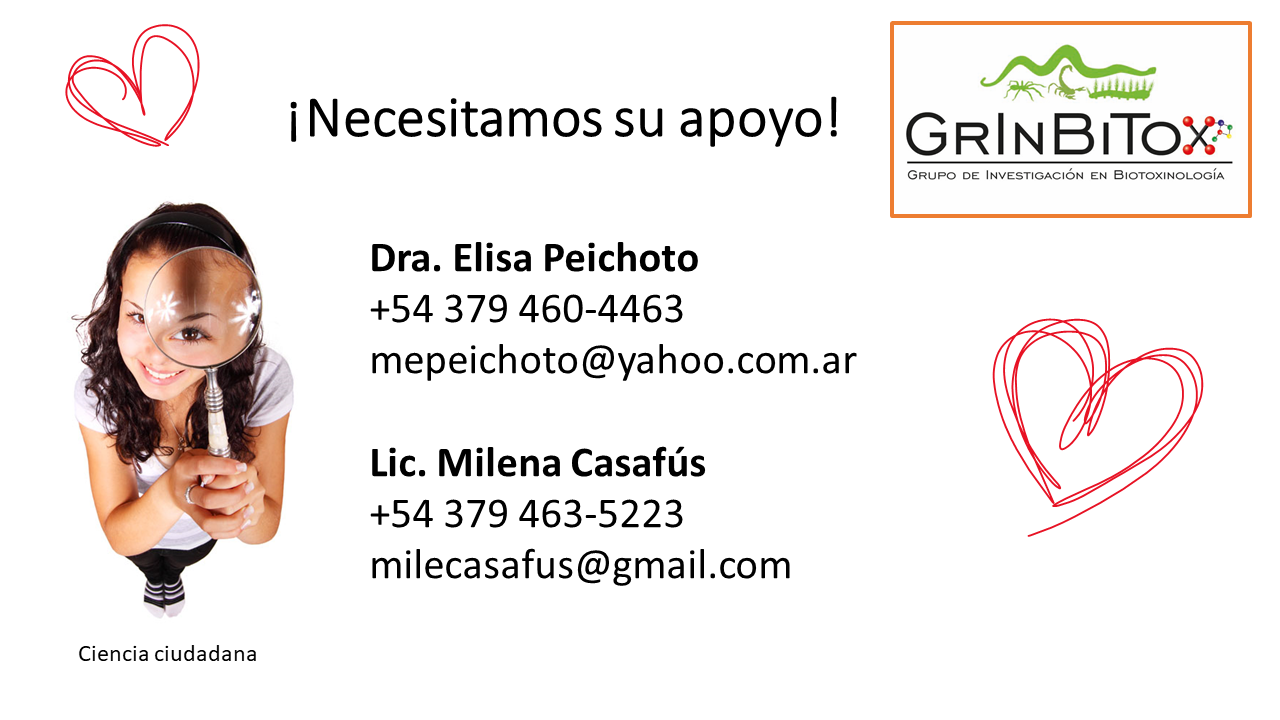 ¡Necesitamos su apoyo!
GRINBITOX
GRUPO DE INVESTIGACIÓN EN BIOTOXINOLOGÍA
Dra. Elisa Peichoto
+54 379 460-4463
mepeichoto@yahoo.com.ar
Lic. Milena Casafús
+54 379 463-5223
milecasafus@gmail.com
Ciencia ciudadana